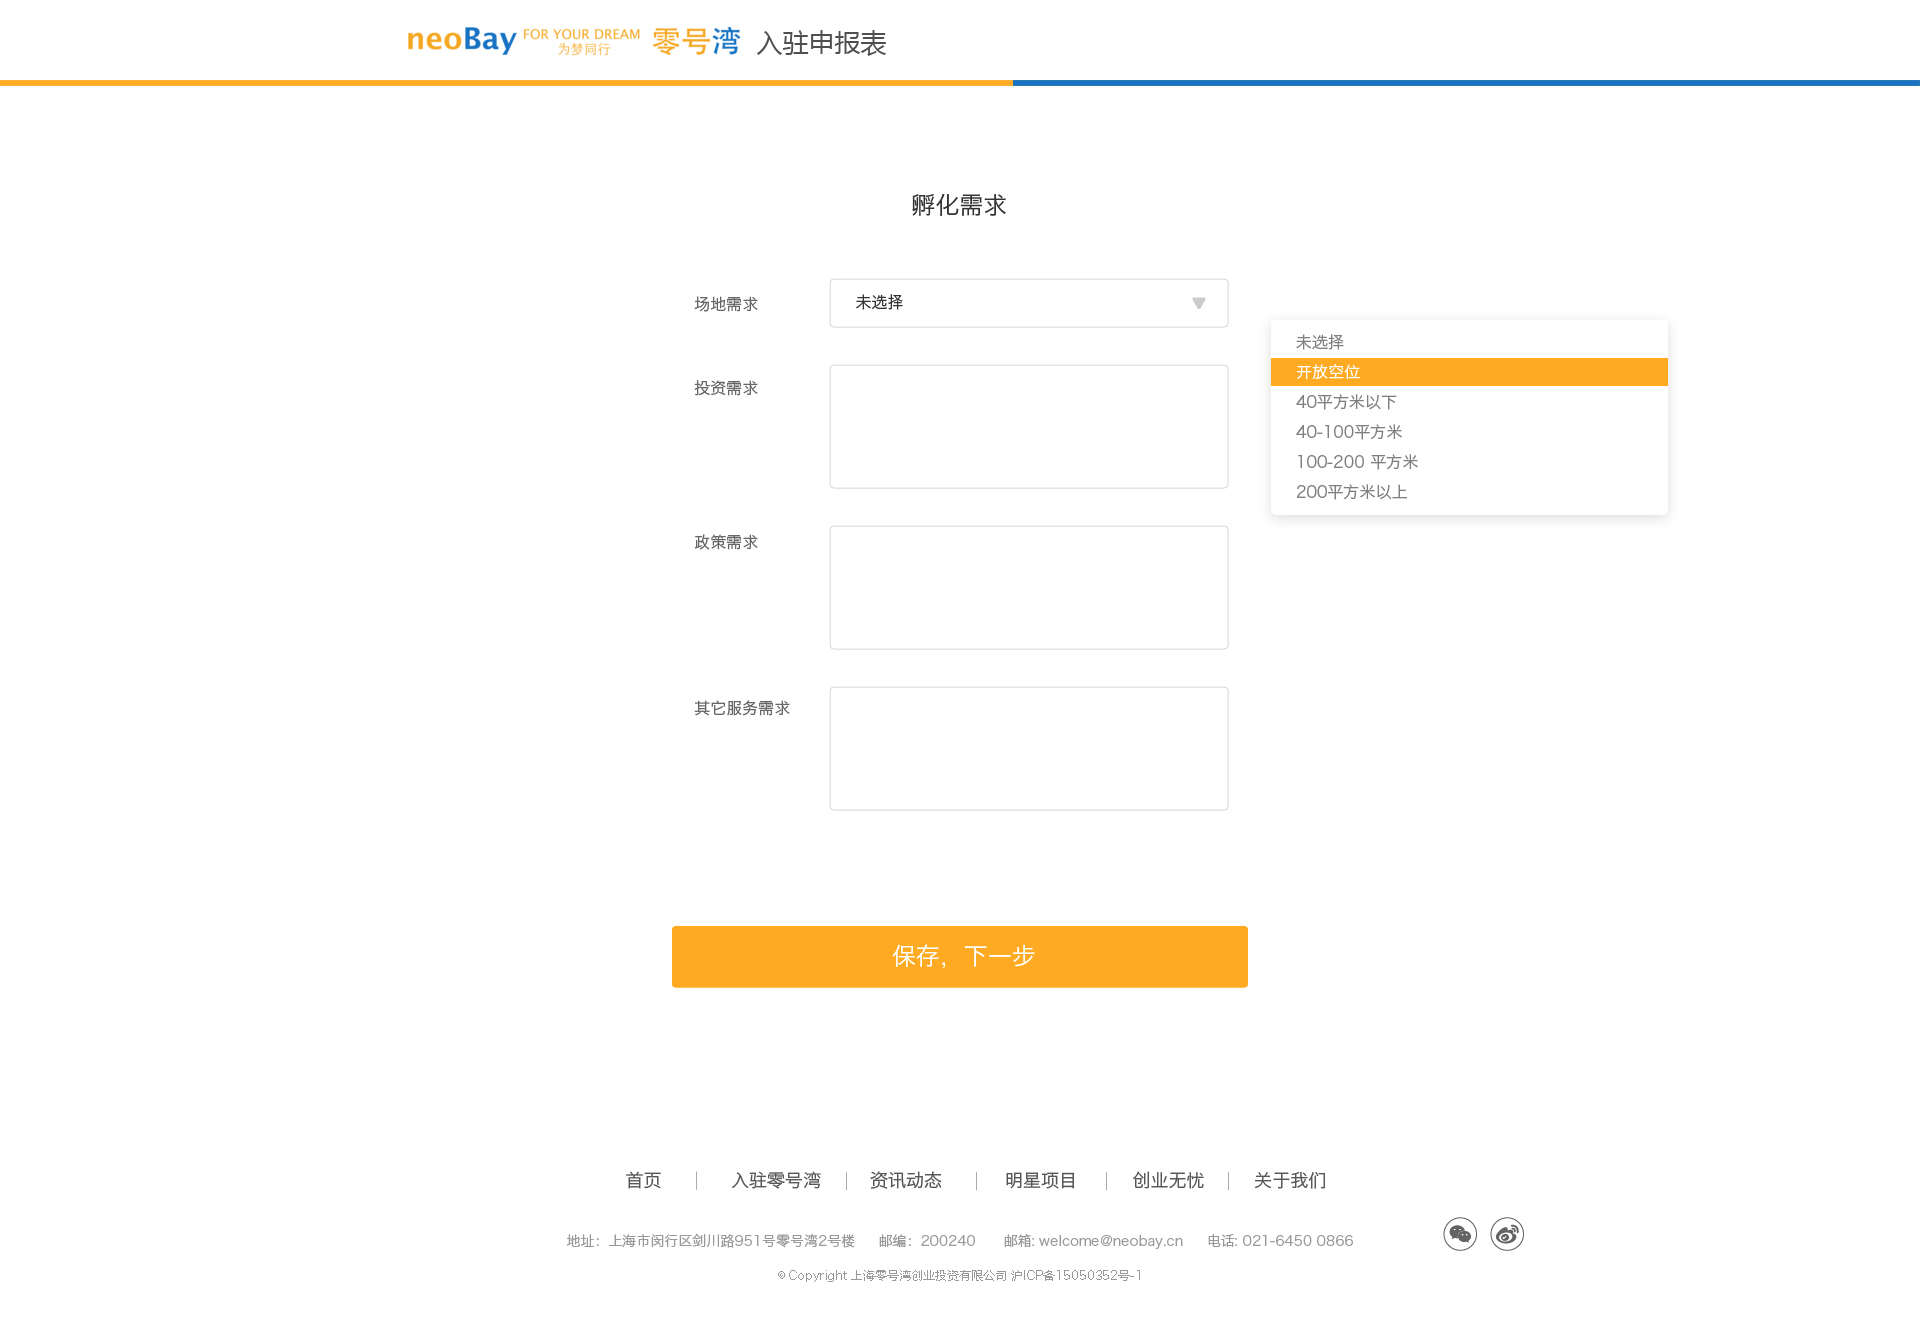 neoBay FOR YOUR DREAM 为梦同行 零号湾 入驻申报表
孵化需求
场地需求 未选择
投资需求
政策需求
其它服务需求
未选择
开放空位
40平方米以下
40-100平方米
100-200 平方米
200平方米以上
保存，下一步
首页 | 入驻零号湾 | 资讯动态 | 明星项目 | 创业无忧 | 关于我们
地址：上海市闵行区剑川路951号零号湾2号楼 邮编：200240 邮箱: welcome@neobay.cn 电话: 021-6450 0866
© Copyright 上海零号湾创业投资有限公司 沪ICP备15050352号-1